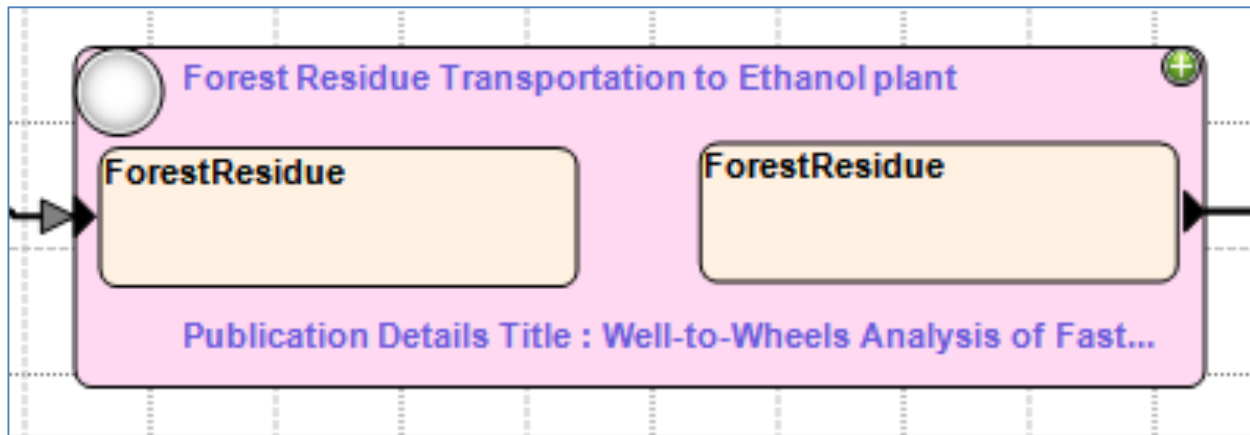 Forest Residue Transportation to Ethanol plant
ForestResidue
ForestResidue
Publication Details Title : Well-to-Wheels Analysis of Fast...